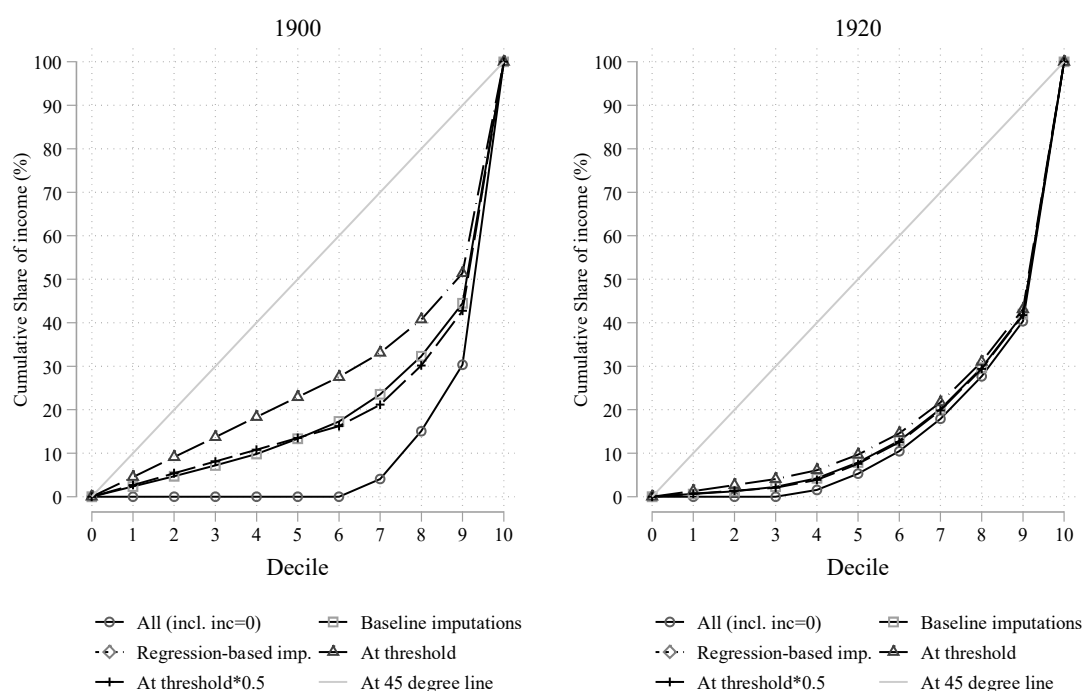 1900
Cumulative Share of income (%)
100
90
80
70
60
50
40
30
20
10
0
0 1 2 3 4 5 6 7 8 9 10
Decile
All (incl. inc=0) Baseline imputations
Regression-based imp. At threshold
At threshold*0.5 At 45 degree line
1920
Cumulative Share of income (%)
100
90
80
70
60
50
40
30
20
10
0
0 1 2 3 4 5 6 7 8 9 10
Decile
All (incl. inc=0) Baseline imputations
Regression-based imp. At threshold
At threshold*0.5 At 45 degree line